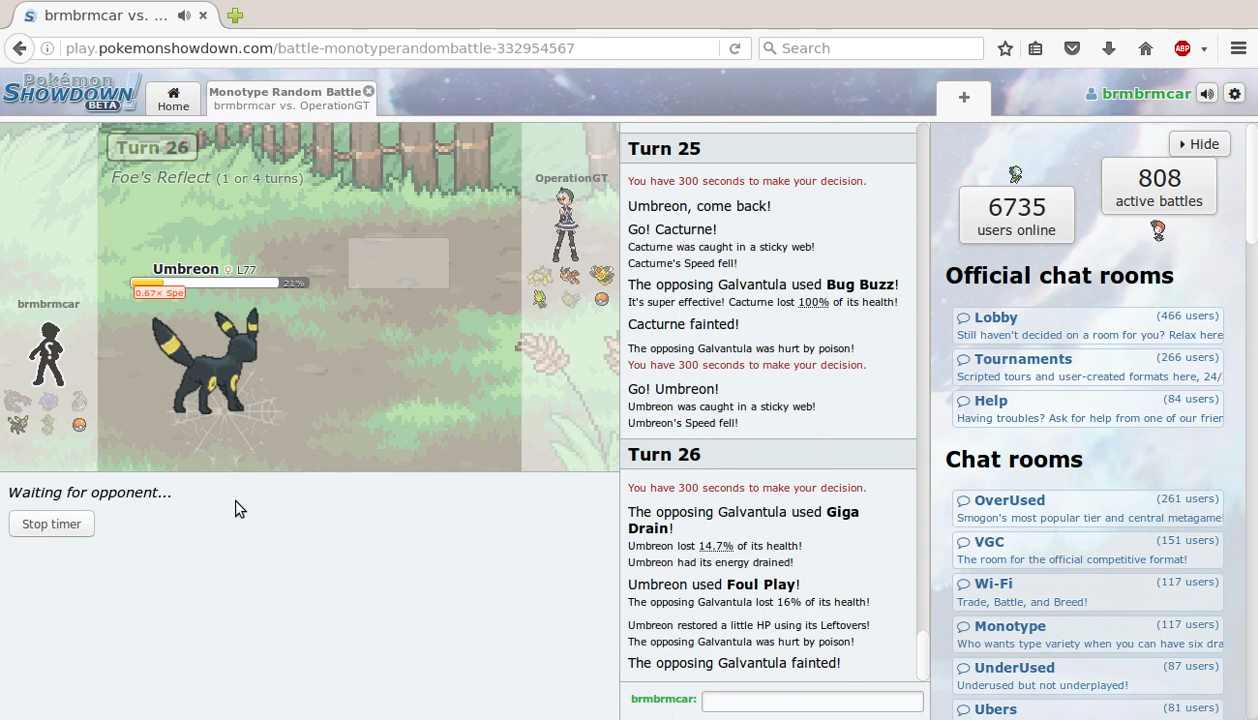 brmbrmcar vs. ...
play.pokemonshowdown.com/battle-monotyperandombattle-332954567
Search
ABP
Pokémon
SHOWDOWN!
BETA
Home
Monotype Random Battle
brmbrmcar vs. OperationGT
+
brmbrmcar
Turn 26
Foe's Reflect (1 or 4 turns)
OperationGT
Umbreon ♀ L77
21%
0.67× Spe
brmbrmcar
Waiting for opponent...
Stop timer
Turn 25
You have 300 seconds to make your decision.
Umbreon, come back!
Go! Cacturne!
Cacturne was caught in a sticky web!
Cacturne's Speed fell!
The opposing Galvantula used Bug Buzz!
It's super effective! Cacturne lost 100% of its health!
Cacturne fainted!
The opposing Galvantula was hurt by poison!
You have 300 seconds to make your decision.
Go! Umbreon!
Umbreon was caught in a sticky web!
Umbreon's Speed fell!
Turn 26
You have 300 seconds to make your decision.
The opposing Galvantula used Giga
Drain!
Umbreon lost 14.7% of its health!
Umbreon had its energy drained!
Umbreon used Foul Play!
The opposing Galvantula lost 16% of its health!
Umbreon restored a little HP using its Leftovers!
The opposing Galvantula was hurt by poison!
The opposing Galvantula fainted!
brmbrmcar:
Hide
6735
users online
808
active battles
Official chat rooms
Lobby (466 users)
Still haven't decided on a room for you? Relax here
Tournaments (266 users)
Scripted tours and user-created formats here, 24/
Help (84 users)
Having troubles? Ask for help from one of our frier
Chat rooms
OverUsed (261 users)
Smogon's most popular tier and central metagame!
VGC (151 users)
The room for the official competitive format!
Wi-Fi (117 users)
Trade, Battle, and Breed!
Monotype (117 users)
Who wants type variety when you can have six dra
UnderUsed (87 users)
Underused but not underplayed!
Ubers (81 users)